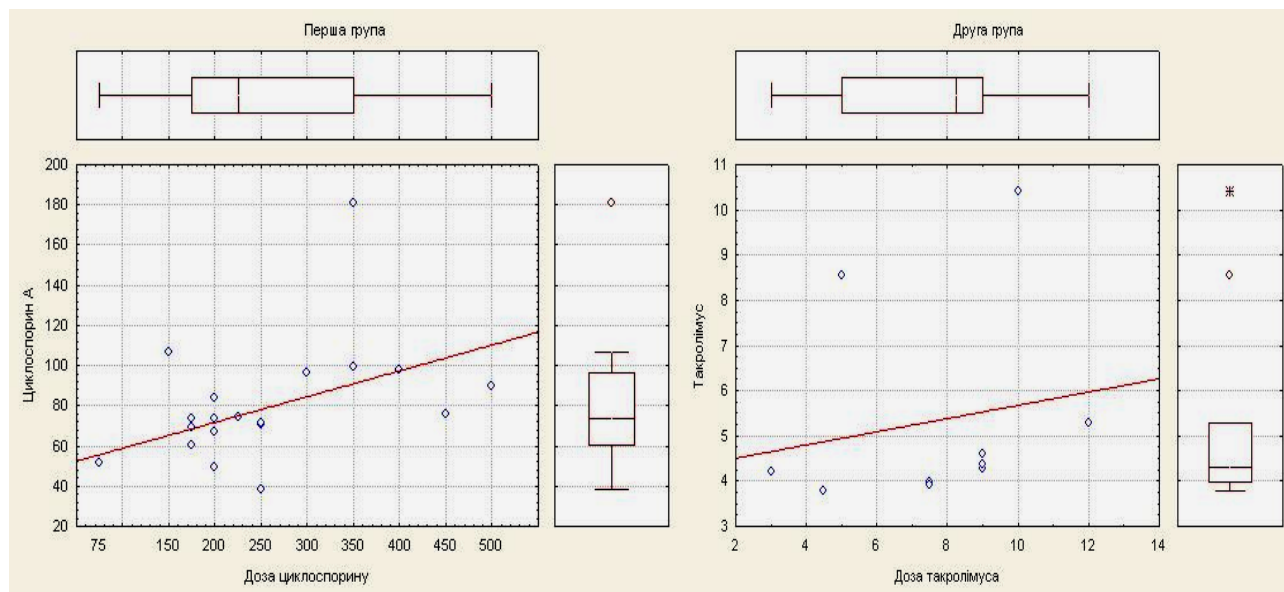 Перша група
200
180
160
140
120
100
80
60
40
20
Циклоспорин А
75 150 200 250 300 350 400 450 500
Доза циклоспорину
Друга група
11
10
9
8
7
6
5
4
3
Такролімус
2 4 6 8 10 12 14
Доза такролімуса